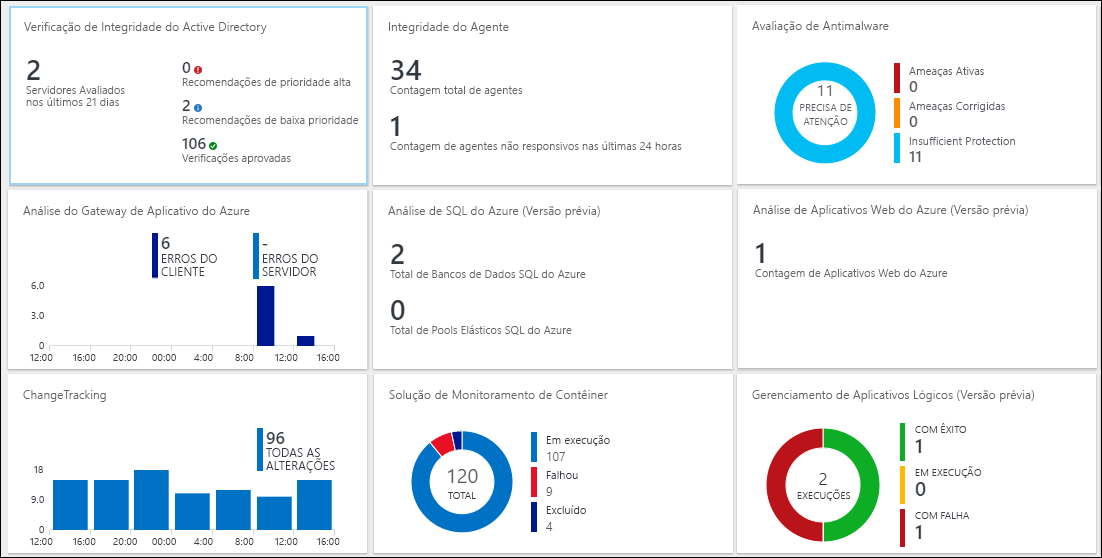 Verificação de Integridade do Active Directory
2
Servidores Avaliados
nos últimos 21 dias
0
Recomendações de prioridade alta
2
Recomendações de baixa prioridade
106
Verificações aprovadas
Integridade do Agente
34
Contagem total de agentes
1
Contagem de agentes não responsivos nas últimas 24 horas
Avaliação de Antimalware
11
PRECISA DE
ATENÇÃO
Ameaças Ativas
0
Ameaças Corrigidas
0
Insufficient Protection
11
Análise do Gateway de Aplicativo do Azure
6
ERROS DO
CLIENTE
-
ERROS DO
SERVIDOR
6.0
3.0
0
12:00 16:00 20:00 00:00 4:00 8:00 12:00 16:00
Análise de SQL do Azure (Versão prévia)
2
Total de Bancos de Dados SQL do Azure
0
Total de Pools Elásticos SQL do Azure
Análise de Aplicativos Web do Azure (Versão prévia)
1
Contagem de Aplicativos Web do Azure
ChangeTracking
96
TODAS AS
ALTERAÇÕES
18
9.0
0
12:00 16:00 20:00 00:00 4:00 8:00 12:00 16:00
Solução de Monitoramento de Contêiner
120
TOTAL
Em execução
107
Falhou
9
Excluído
4
Gerenciamento de Aplicativos Lógicos (Versão prévia)
2
EXECUÇÕES
COM ÊXITO
1
EM EXECUÇÃO
0
COM FALHA
1